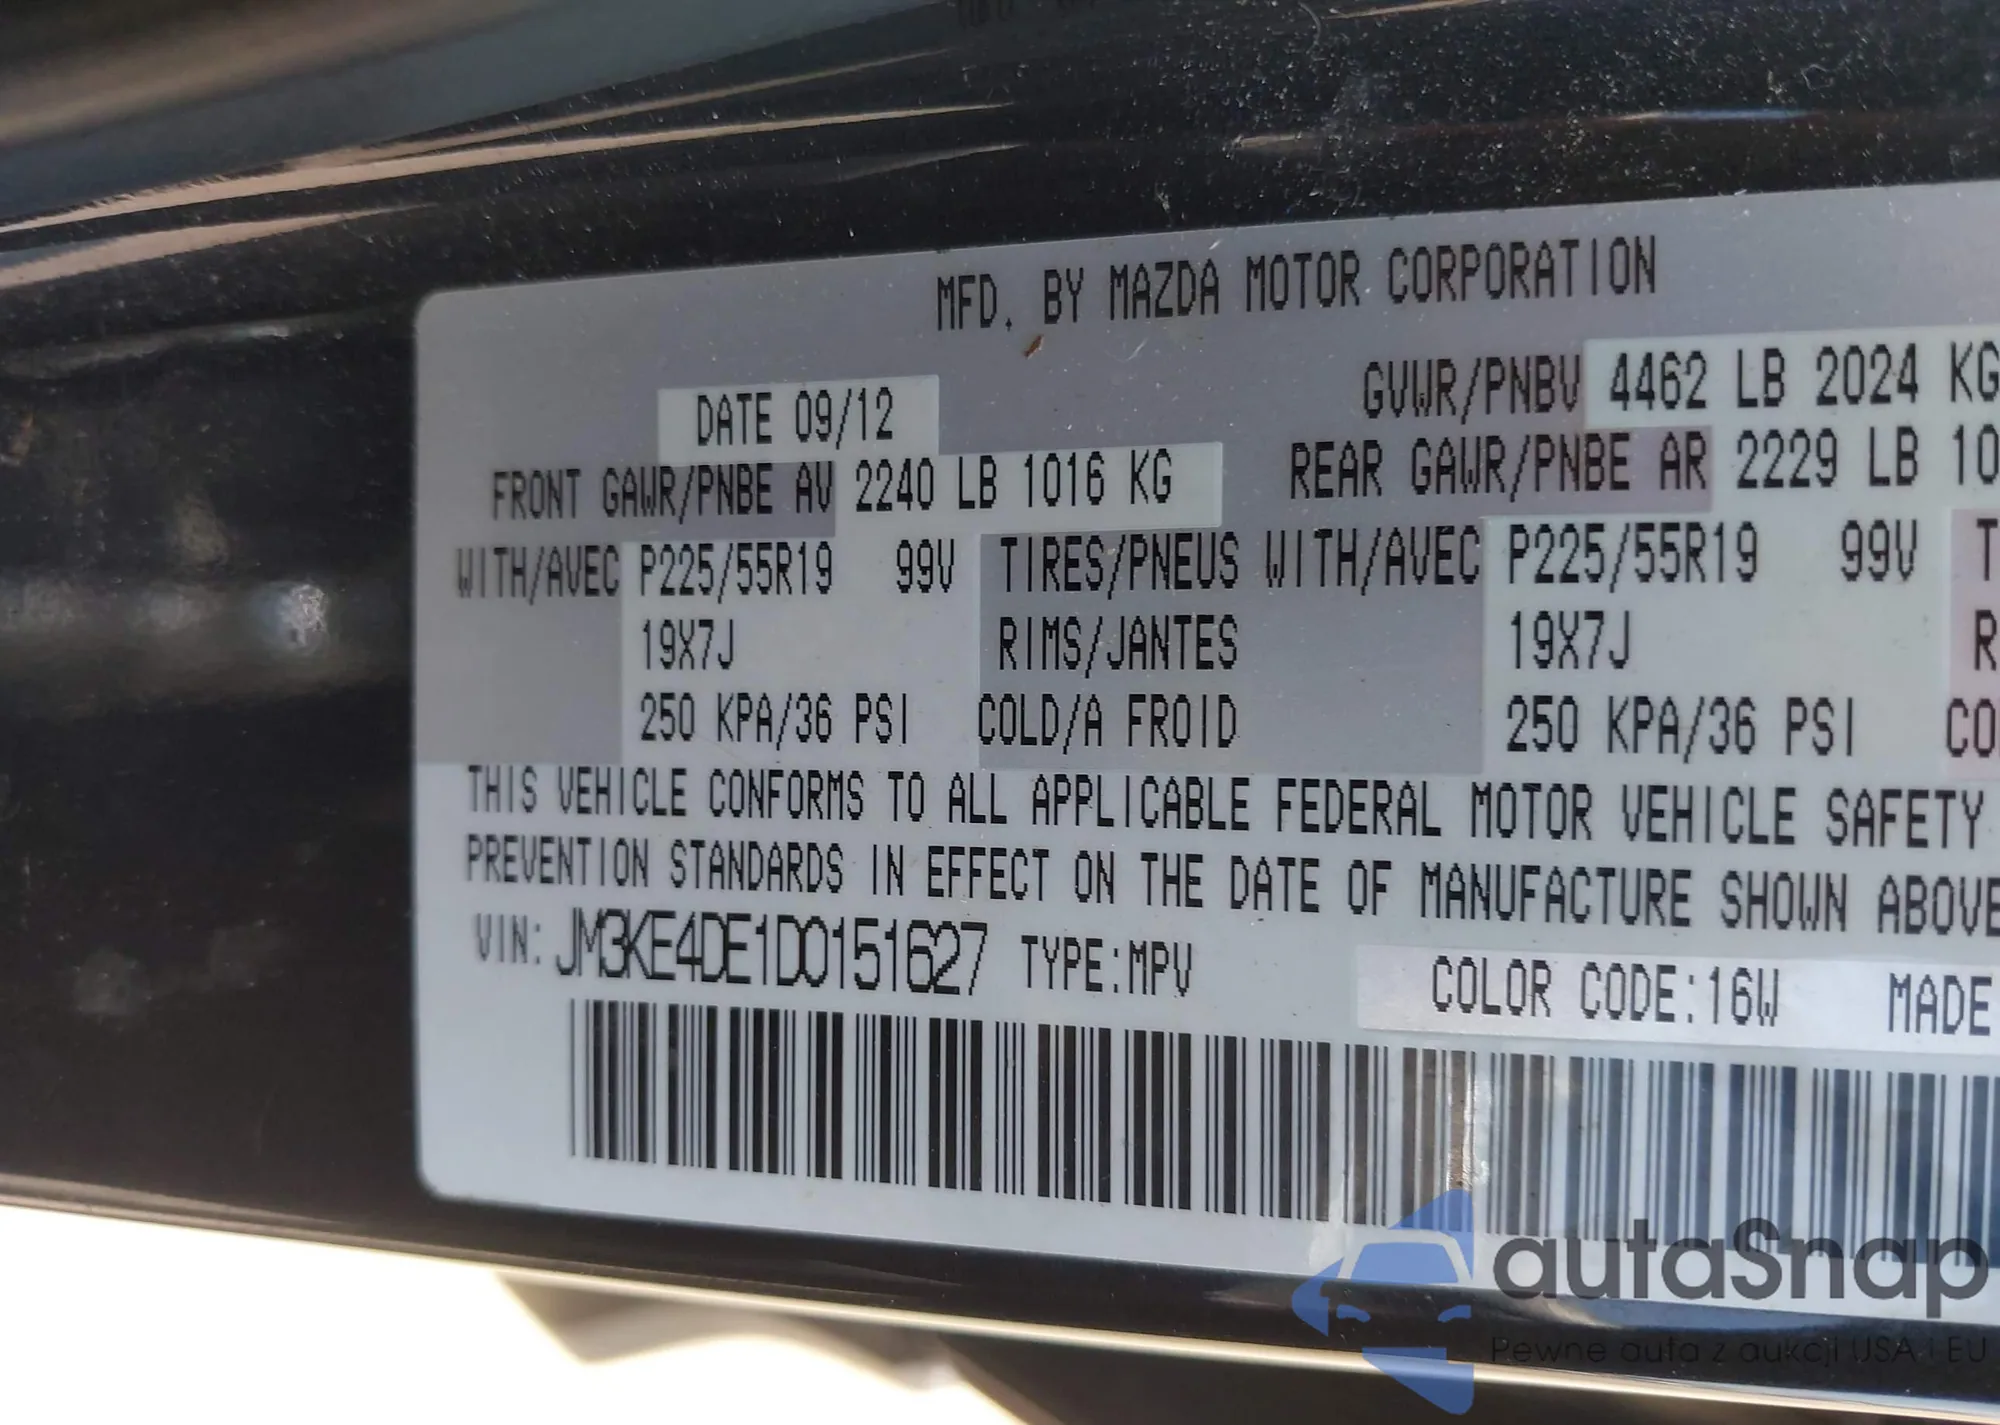 MFD. BY MAZDA MOTOR CORPORATION
DATE 09/12 GVWR/PNBV 4462 LB 2024 KG
FRONT GAWR/PNBE AV 2240 LB 1016 KG REAR GAWR/PNBE AR 2229 LB 10
WITH/AVEC P225/55R19 99V TIRES/PNEUS WITH/AVEC P225/55R19 99V T
19X7J RIMS/JANTES 19X7J R
250 KPA/36 PSI COLD/A FROID 250 KPA/36 PSI CO
THIS VEHICLE CONFORMS TO ALL APPLICABLE FEDERAL MOTOR VEHICLE SAFETY
PREVENTION STANDARDS IN EFFECT ON THE DATE OF MANUFACTURE SHOWN ABOVE
VIN: JM3KE4DE1D0151627 TYPE:MPV COLOR CODE:16W MADE
autaSnap
Pewne auta z aukcji USA i EU